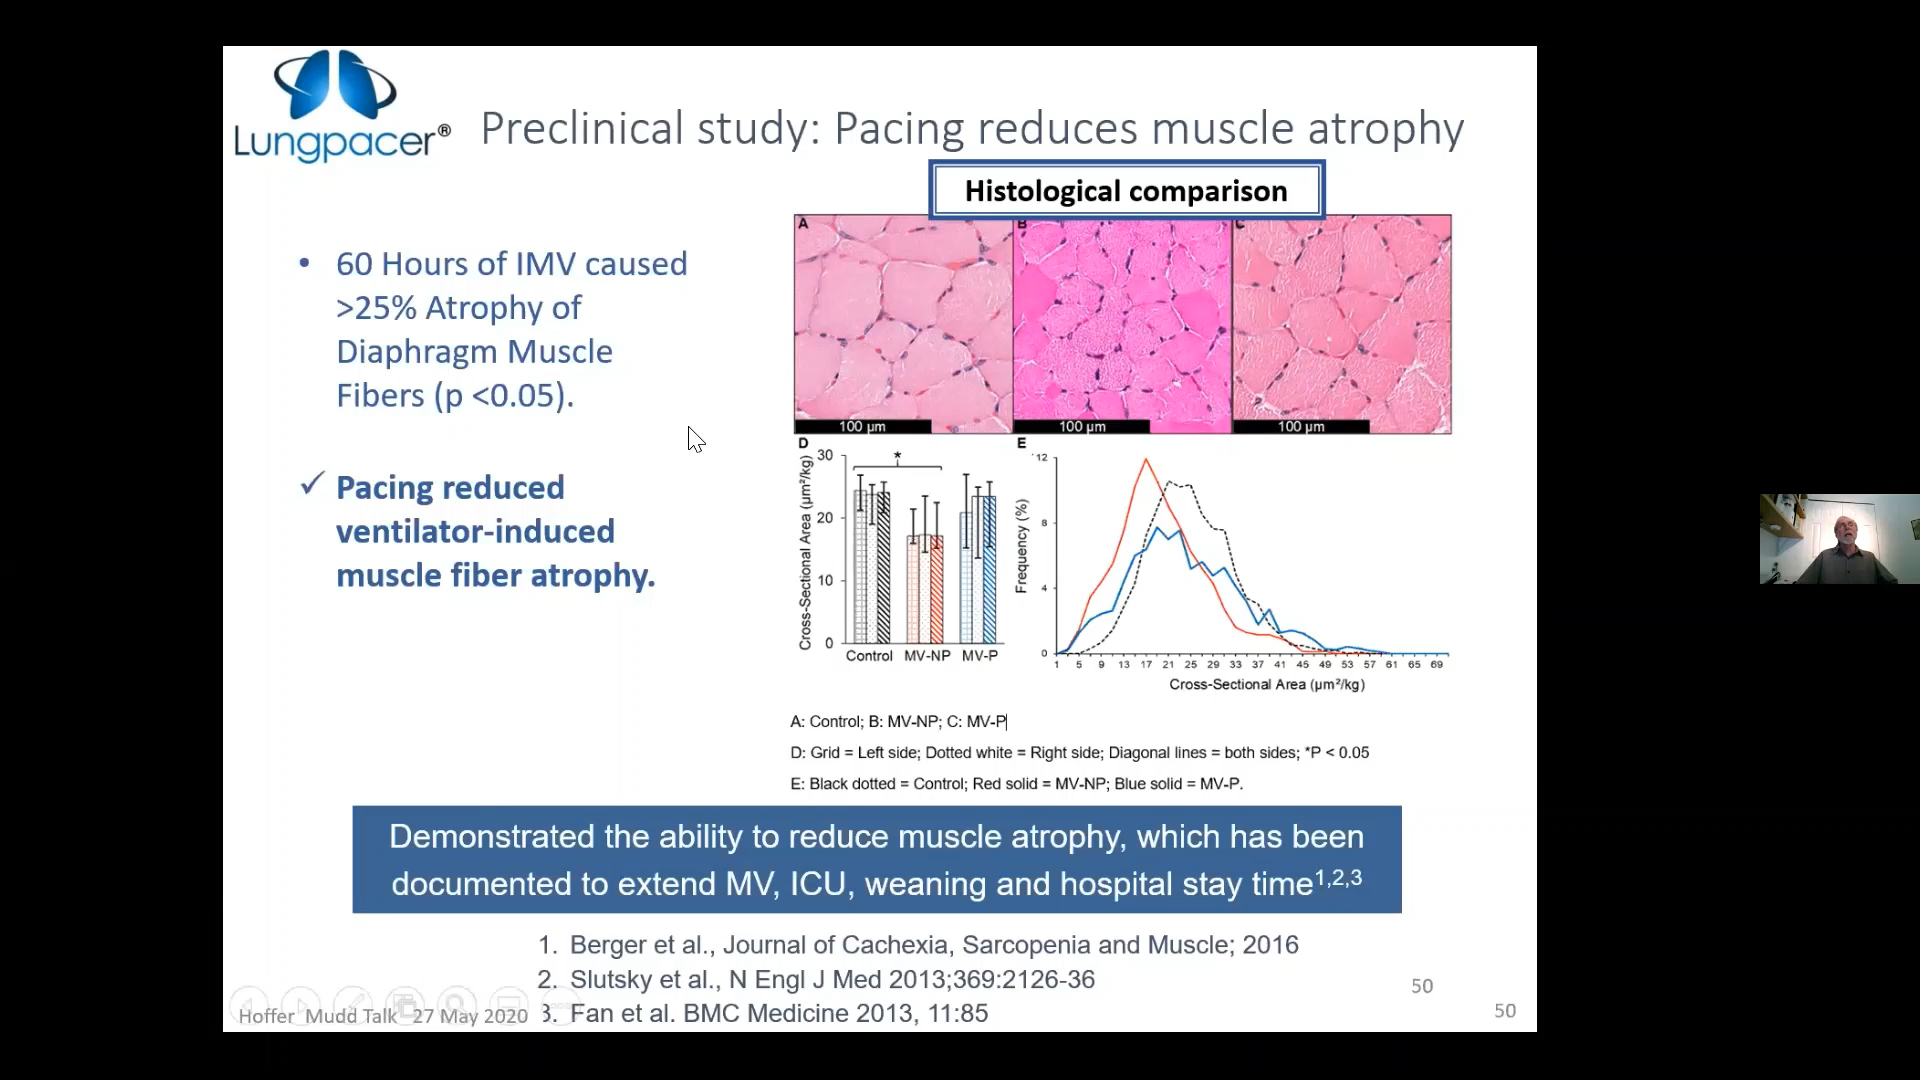 Lungpacer®
Preclinical study: Pacing reduces muscle atrophy
Histological comparison
• 60 Hours of IMV caused
>25% Atrophy of
Diaphragm Muscle
Fibers (p <0.05).
✓ Pacing reduced
ventilator-induced
muscle fiber atrophy.
A B C
100 µm 100 µm 100 µm
D
Cross-Sectional Area (µm²/kg)
30
20
10
0
*
Control MV-NP MV-P
E
Frequency (%)
12
8
4
0
1 5 9 13 17 21 25 29 33 37 41 45 49 53 57 61 65 69
Cross-Sectional Area (µm²/kg)
A: Control; B: MV-NP; C: MV-P
D: Grid = Left side; Dotted white = Right side; Diagonal lines = both sides; *P < 0.05
E: Black dotted = Control; Red solid = MV-NP; Blue solid = MV-P.
Demonstrated the ability to reduce muscle atrophy, which has been
documented to extend MV, ICU, weaning and hospital stay time1,2,3
1. Berger et al., Journal of Cachexia, Sarcopenia and Muscle; 2016
2. Slutsky et al., N Engl J Med 2013;369:2126-36
3. Fan et al. BMC Medicine 2013, 11:85
Hoffer Mudd Talk 27 May 2020
50
50